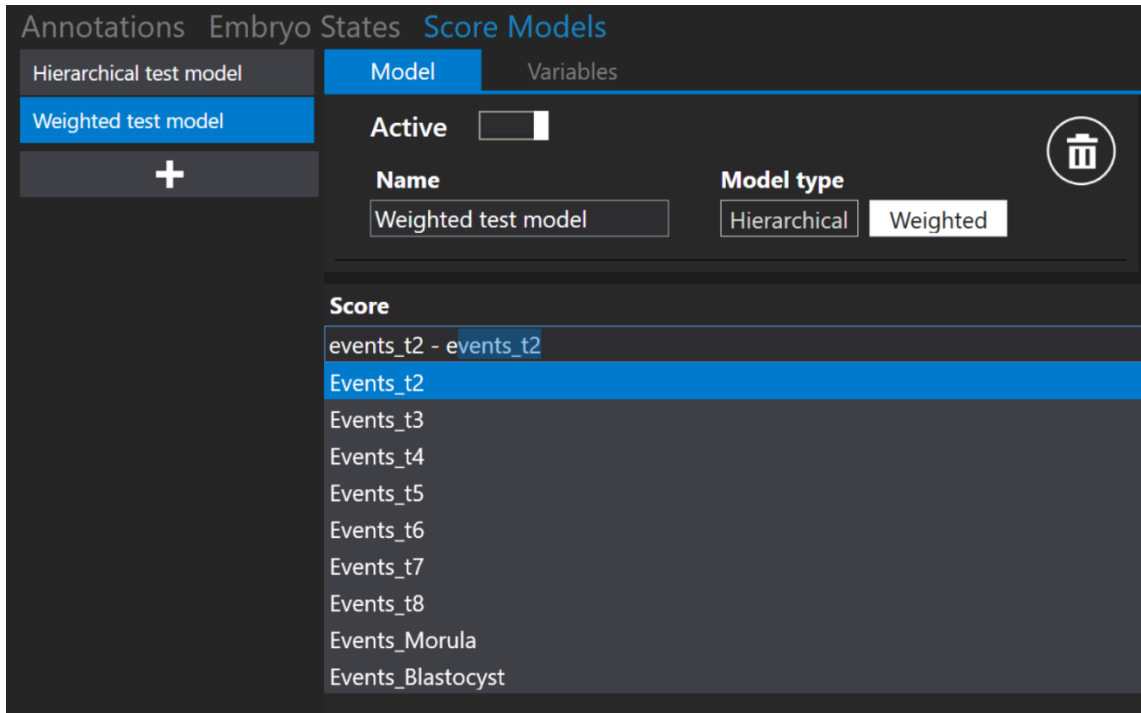 Annotations Embryo States Score Models
Hierarchical test model
Weighted test model
Model Variables
Active
Name
Weighted test model
Model type
Hierarchical Weighted
Score
events_t2 - events_t2
Events_t2
Events_t3
Events_t4
Events_t5
Events_t6
Events_t7
Events_t8
Events_Morula
Events_Blastocyst